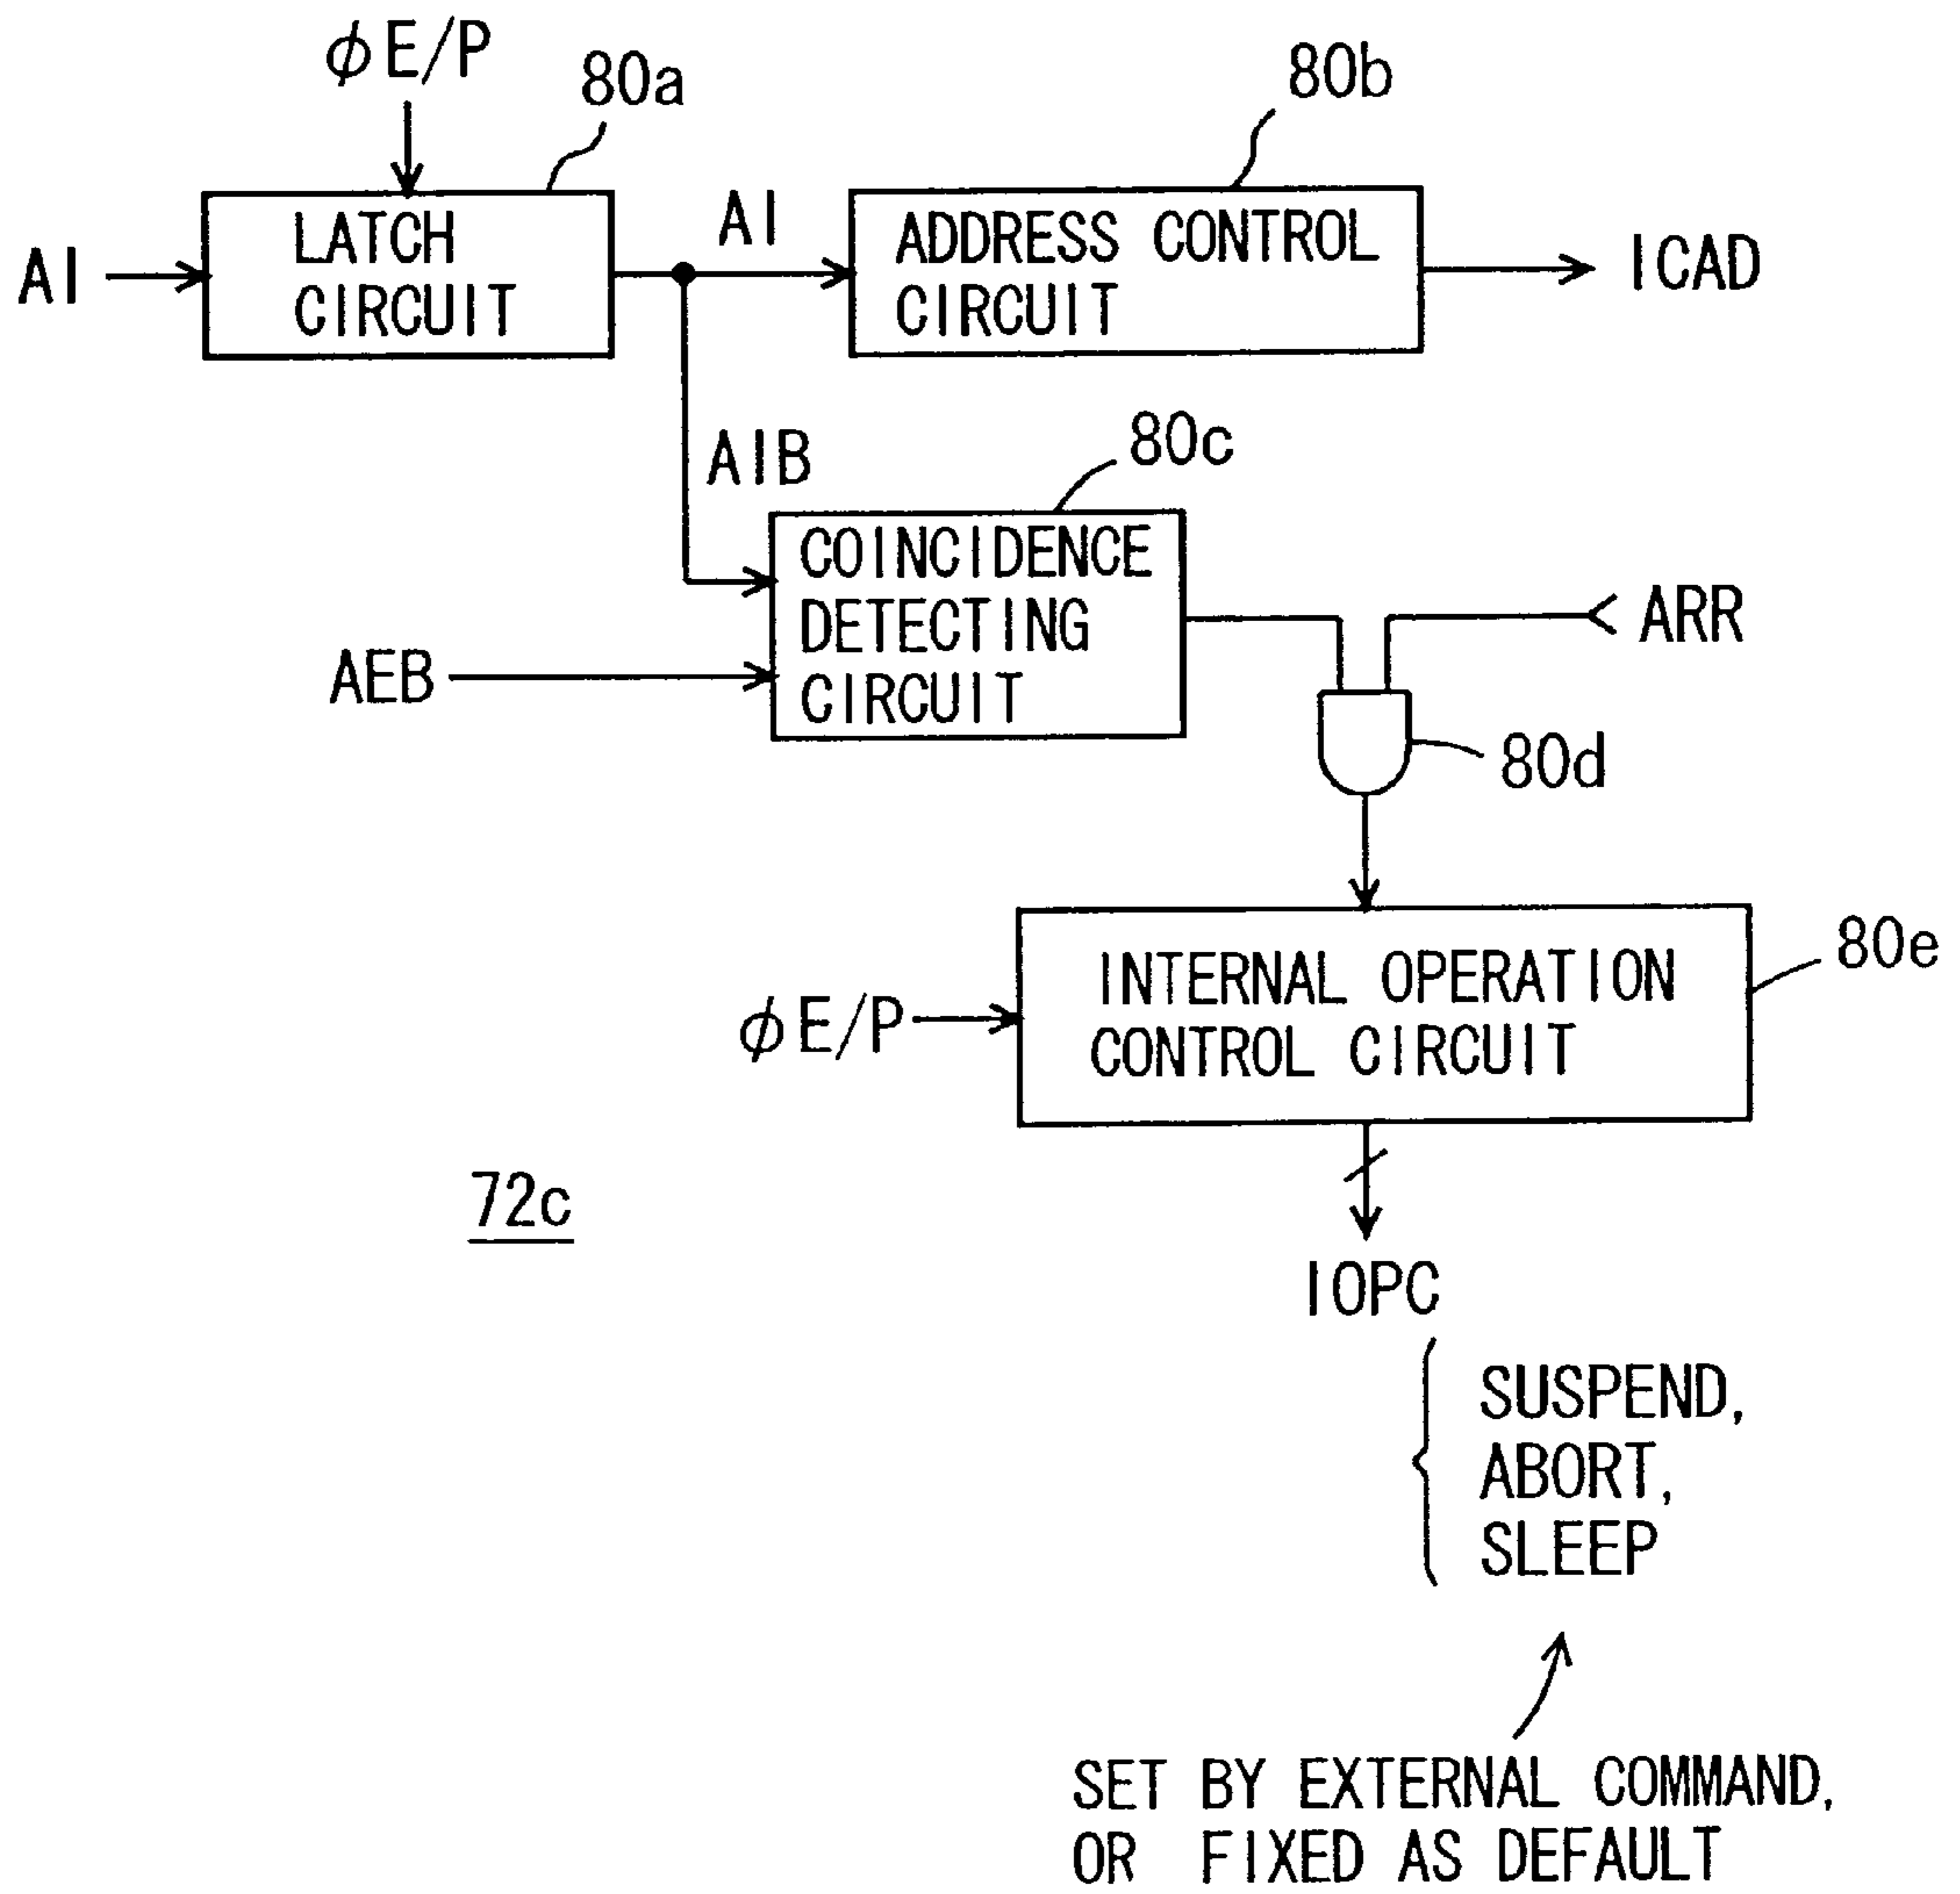 φE/P
80a
80b
AI
LATCH
CIRCUIT
AI
ADDRESS CONTROL
CIRCUIT
ICAD
AIB
80c
COINCIDENCE
DETECTING
CIRCUIT
AEB
ARR
80d
INTERNAL OPERATION
CONTROL CIRCUIT
80e
φE/P
72c
IOPC
SUSPEND,
ABORT,
SLEEP
SET BY EXTERNAL COMMAND,
OR FIXED AS DEFAULT